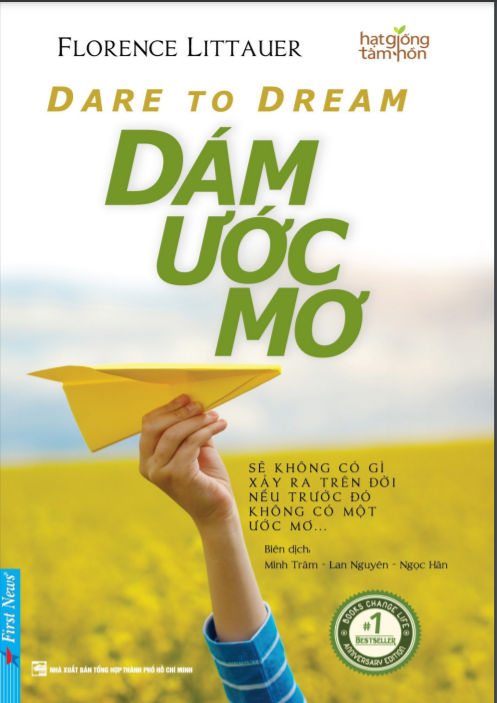 FLORENCE LITTAUER
hạt giống
tâm hồn
DARE TO DREAM
DÁM
ƯỚC
MƠ
SẼ KHÔNG CÓ GÌ
XẢY RA TRÊN ĐỜI
NẾU TRƯỚC ĐÓ
KHÔNG CÓ MỘT
ƯỚC MƠ...
Biên dịch:
Minh Trâm - Lan Nguyên - Ngọc Hân
First News
NHÀ XUẤT BẢN TỔNG HỢP THÀNH PHỐ HỒ CHÍ MINH
BOOKS CHANGE LIFE
#1
BESTSELLER
ANNIVERSARY EDITION